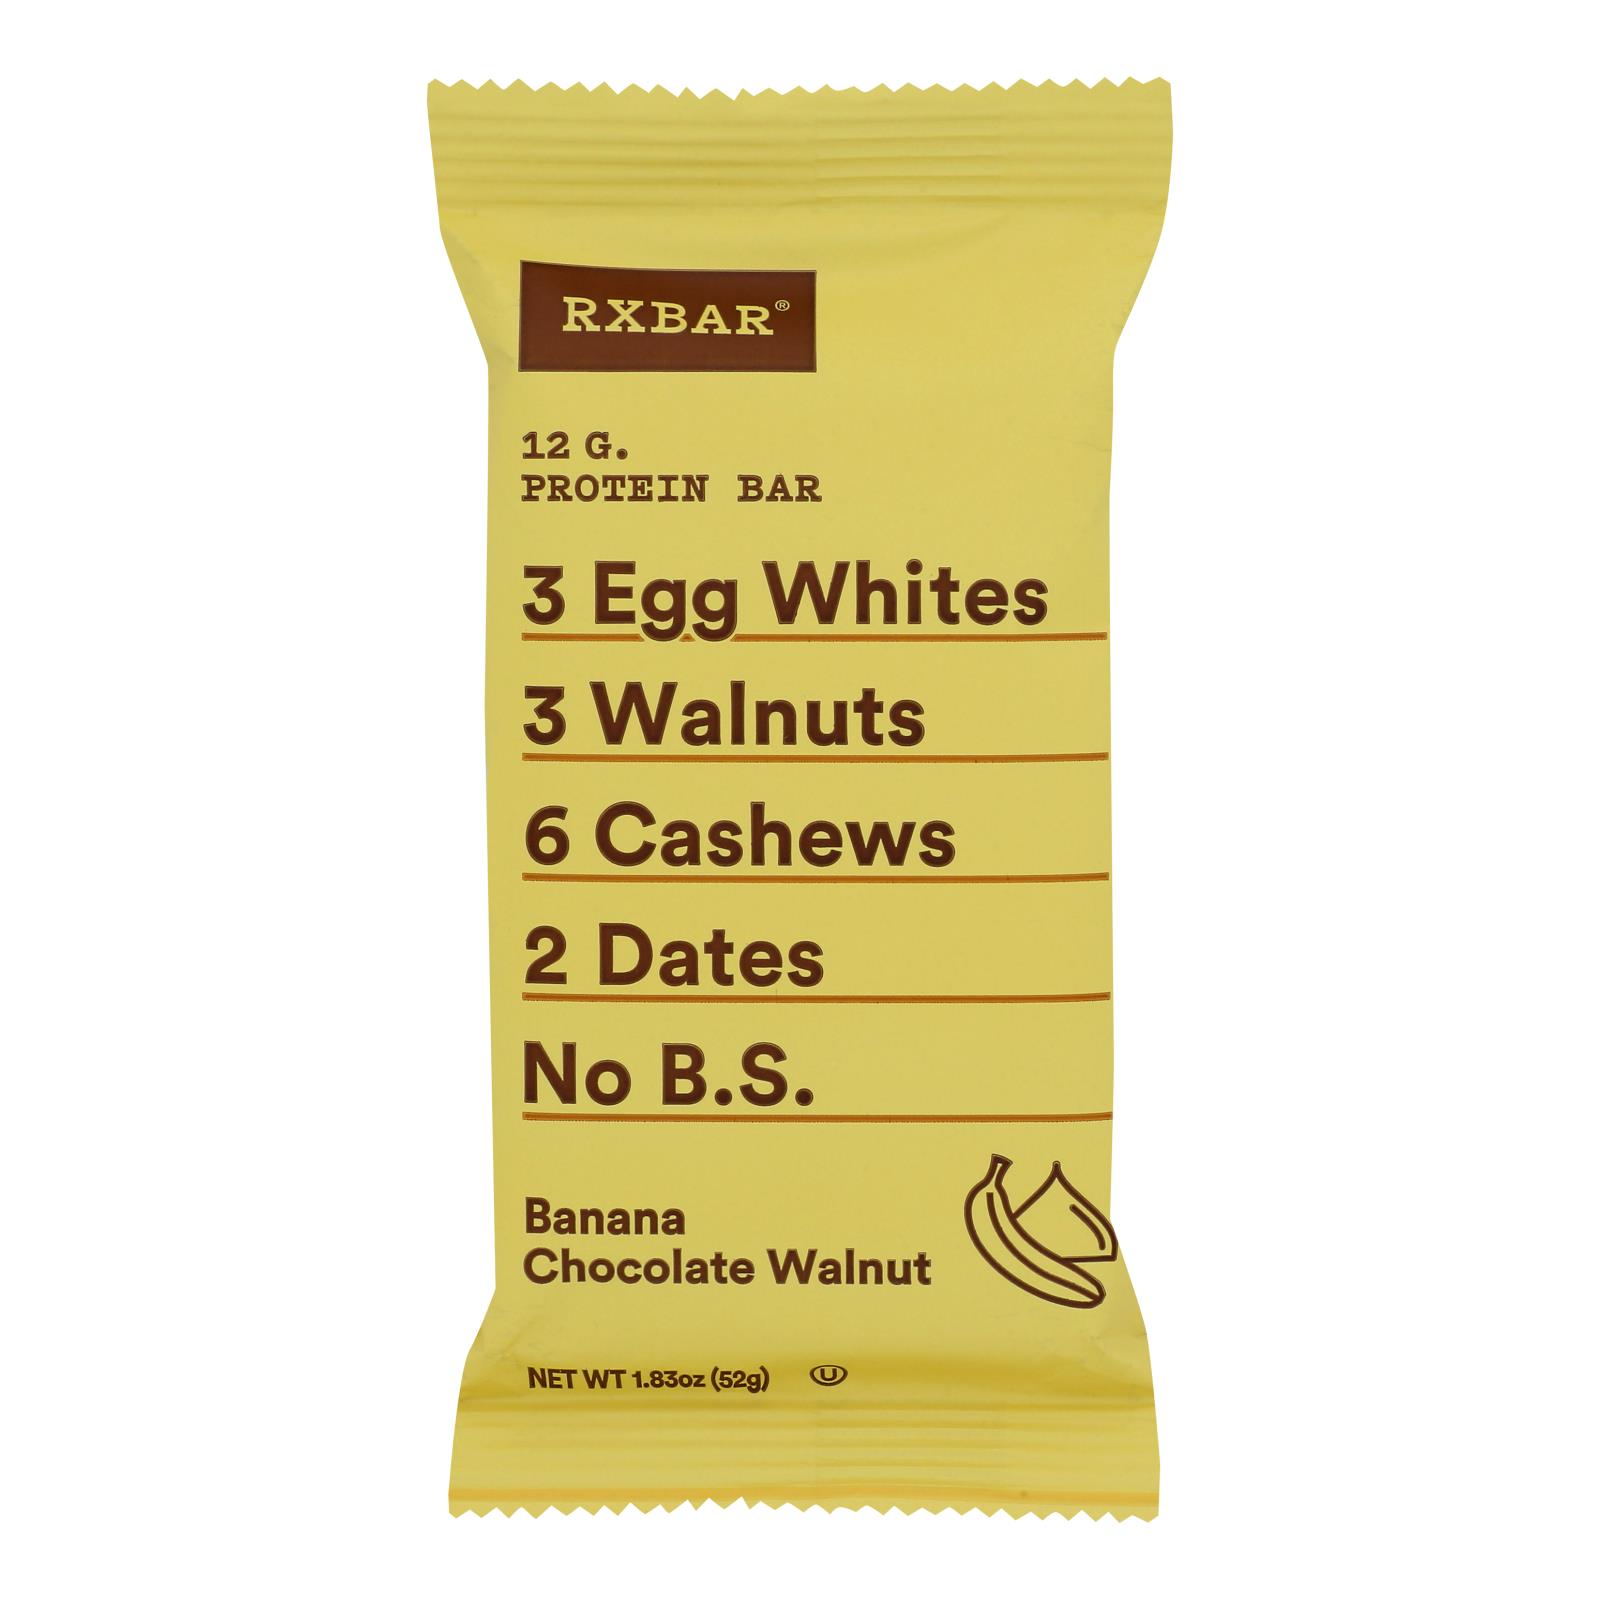 RXBAR®
12 G.
PROTEIN BAR
3 Egg Whites
3 Walnuts
6 Cashews
2 Dates
No B.S.
Banana
Chocolate Walnut
NET WT 1.83oz (52g) U